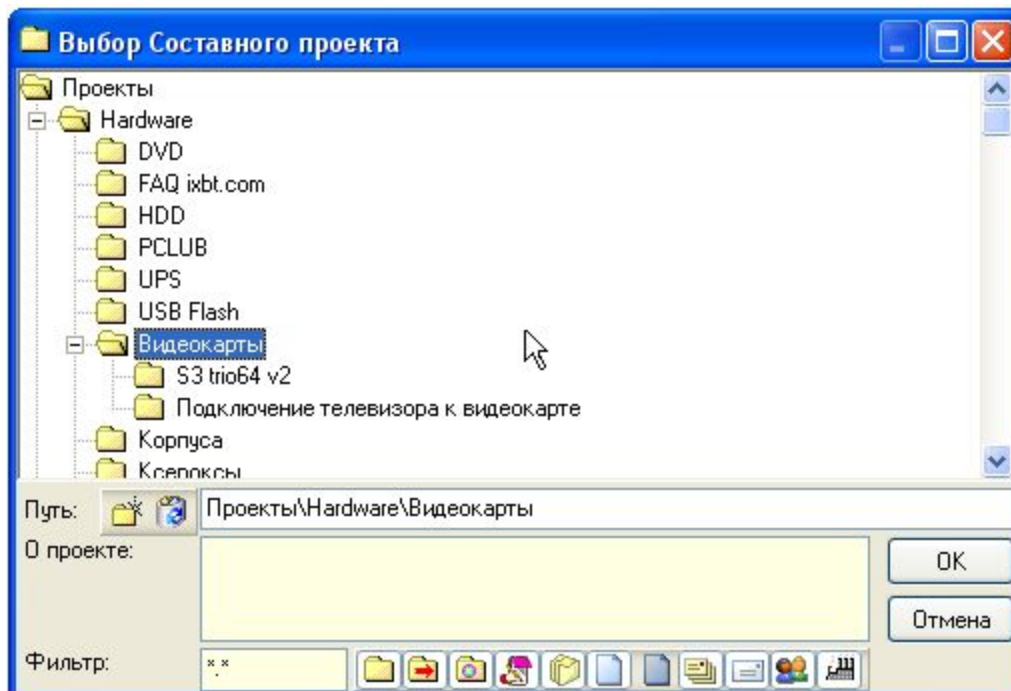 Выбор Составного проекта
Проекты
Hardware
DVD
FAQ ixbt.com
HDD
PCLUB
UPS
USB Flash
Видеокарты
S3 trio64 v2
Подключение телевизора к видеокарте
Корпуса
Ксероксы
Путь: Проекты\Hardware\Видеокарты
О проекте:
OK
Отмена
Фильтр: *.*